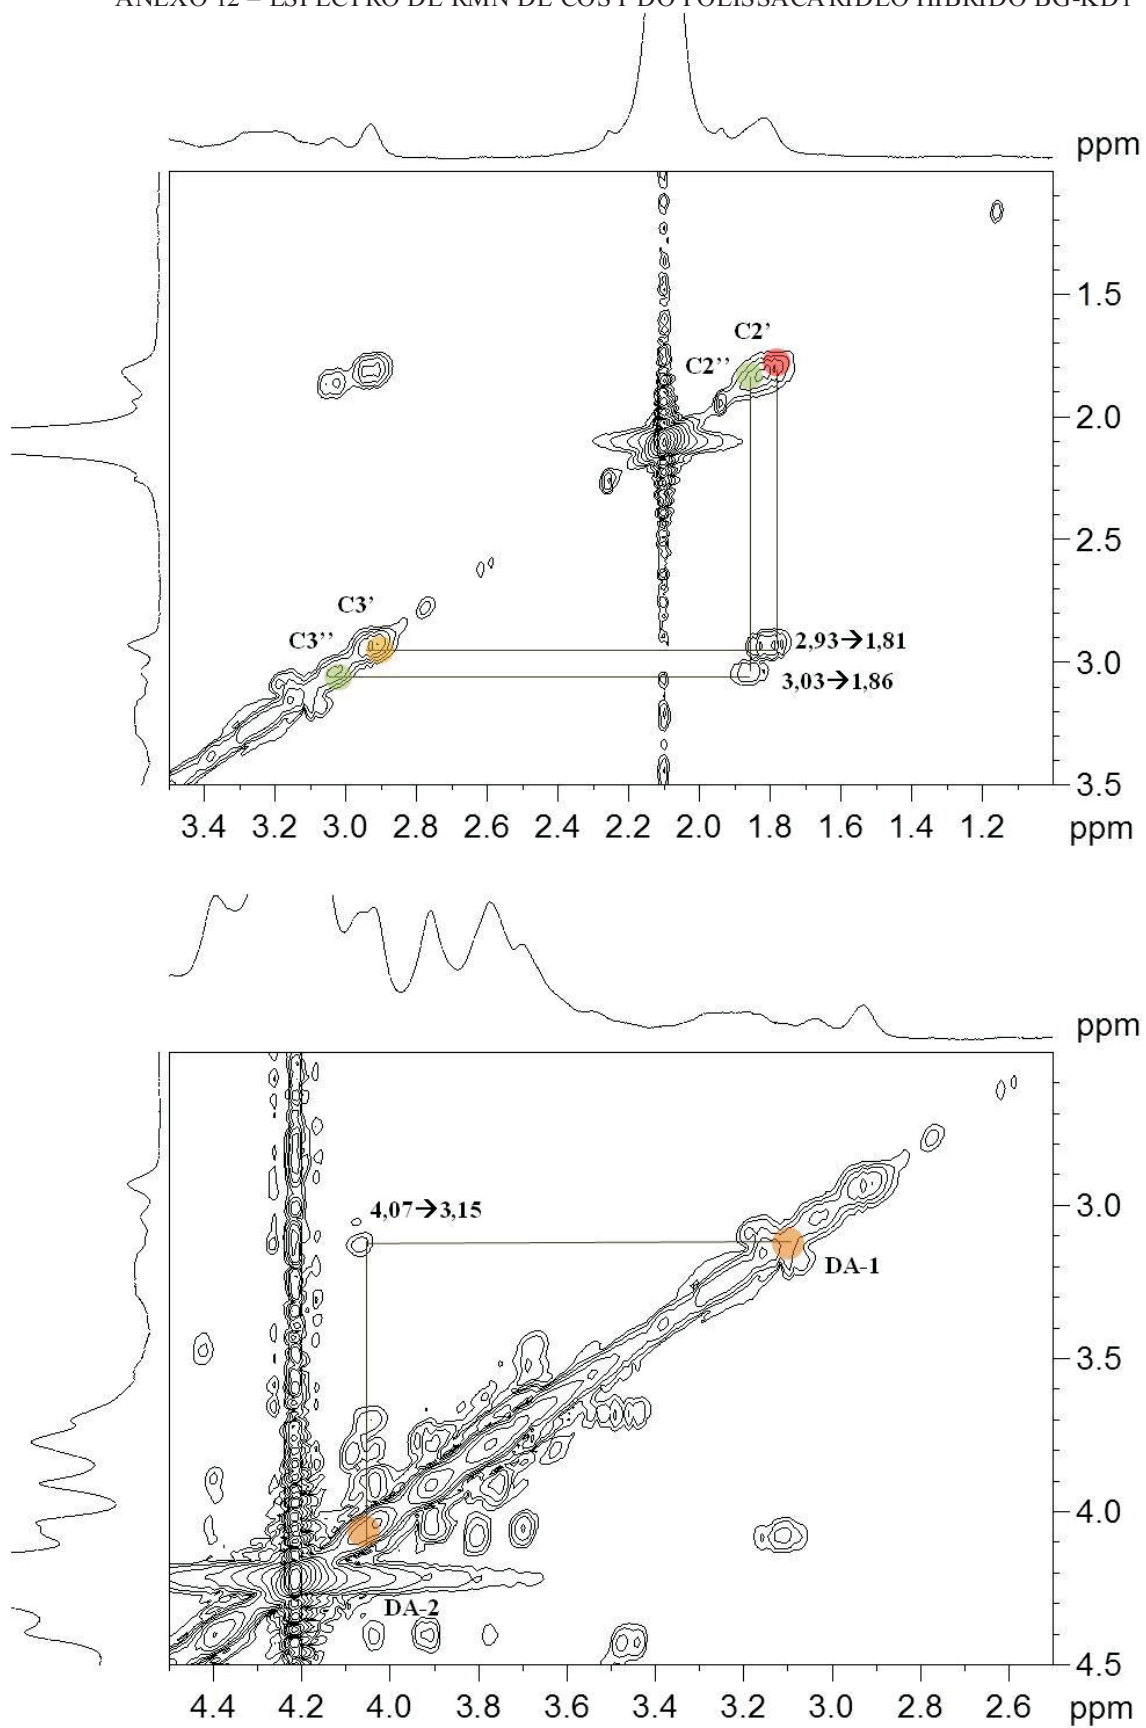 ANEXO 12 – ESPECTRO DE RMN DE COSY DO POLISSACARÍDEO HÍBRIDO BG-KDT
ppm
C2’
C2’’
1.5
2.0
2.5
3.0
3.5
C3’
C3’’
2,93→1,81
3,03→1,86
3.4 3.2 3.0 2.8 2.6 2.4 2.2 2.0 1.8 1.6 1.4 1.2 ppm
ppm
4,07→3,15
DA-1
3.0
3.5
4.0
4.5
DA-2
4.4 4.2 4.0 3.8 3.6 3.4 3.2 3.0 2.8 2.6 ppm